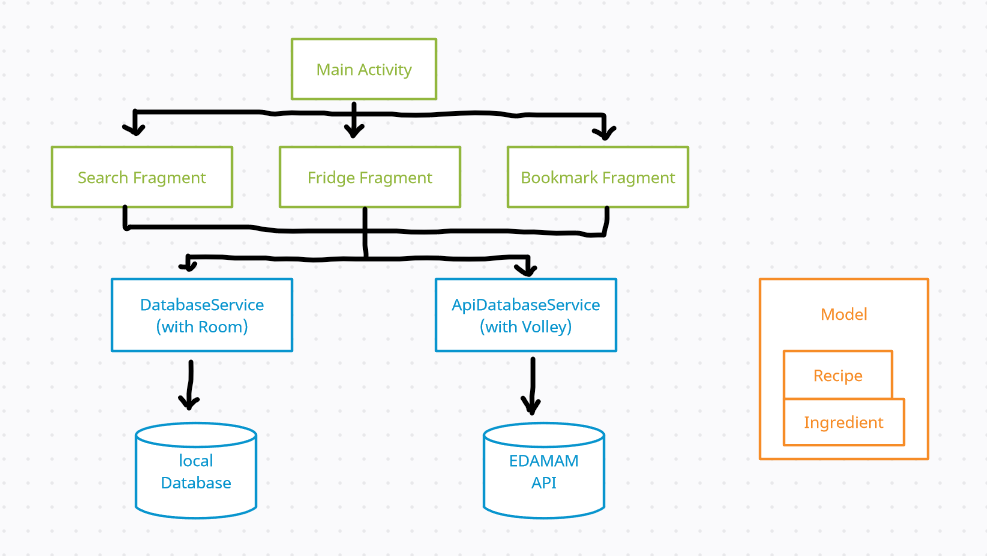 Main Activity
Search Fragment
Fridge Fragment
Bookmark Fragment
DatabaseService
(with Room)
ApiDatabaseService
(with Volley)
Model
Recipe
Ingredient
local
Database
EDAMAM
API